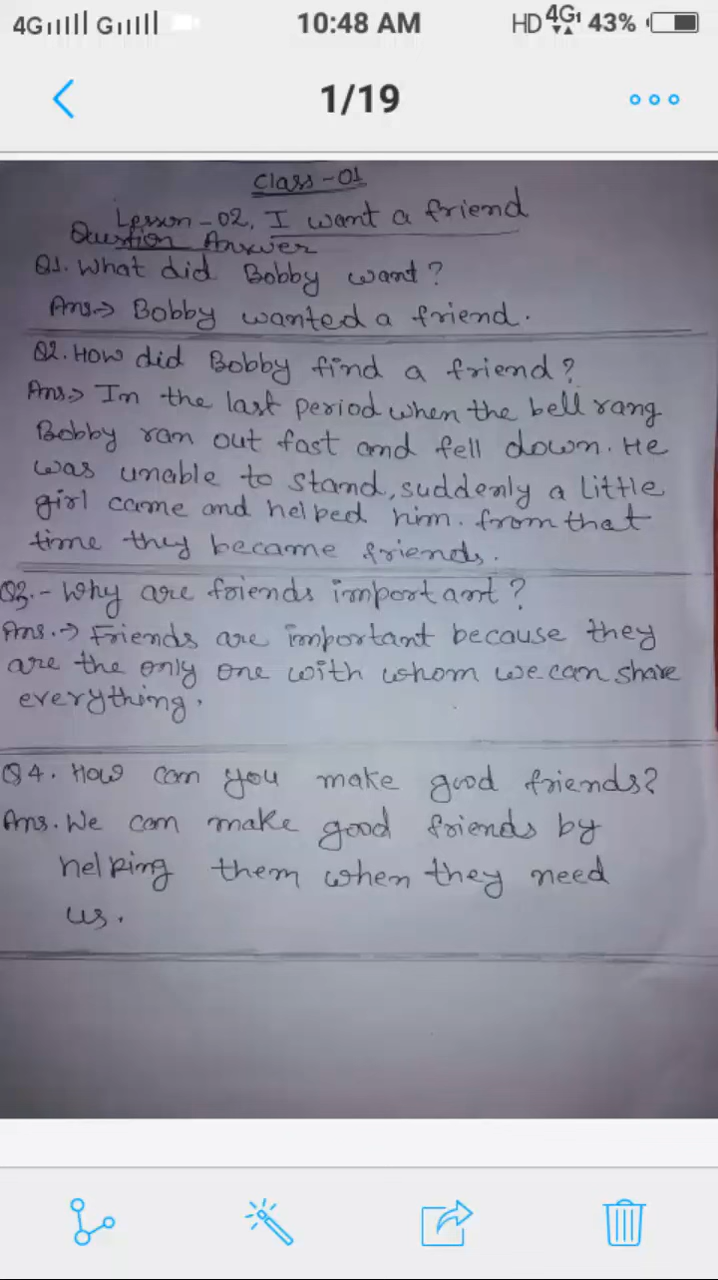 4G G
10:48 AM
HD 4G 43%
1/19
Class-01
Lesson-02, I want a friend
Question Answer
Q1. What did Bobby want?
Ans.-> Bobby wanted a friend.
Q2. How did Bobby find a friend?
Ans-> In the last period when the bell rang
Bobby ran out fast and fell down. He
was unable to stand, suddenly a little
girl came and helped him. from that
time they became friends.
Q3.- Why are friends important?
Ans.-> Friends are important because they
are the only one with whom we can share
everything.
Q4. How can you make good friends?
Ans. We can make good friends by
helping them when they need
us.